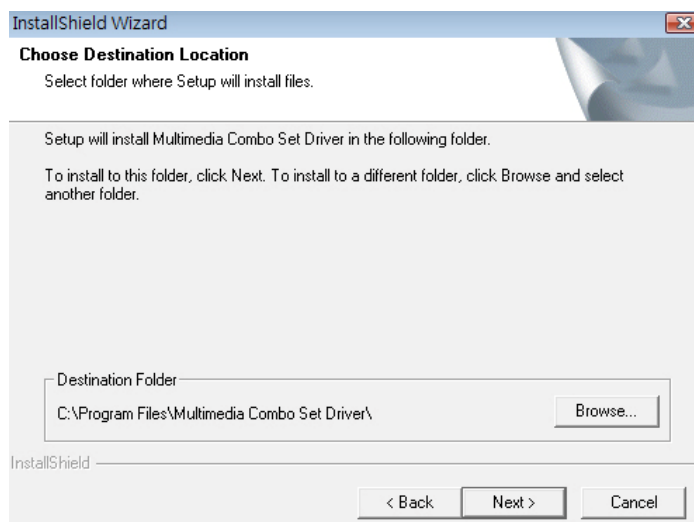 InstallShield Wizard
Choose Destination Location
Select folder where Setup will install files.
Setup will install Multimedia Combo Set Driver in the following folder.
To install to this folder, click Next. To install to a different folder, click Browse and select
another folder.
Destination Folder
C:\Program Files\Multimedia Combo Set Driver\
Browse...
InstallShield
< Back
Next >
Cancel